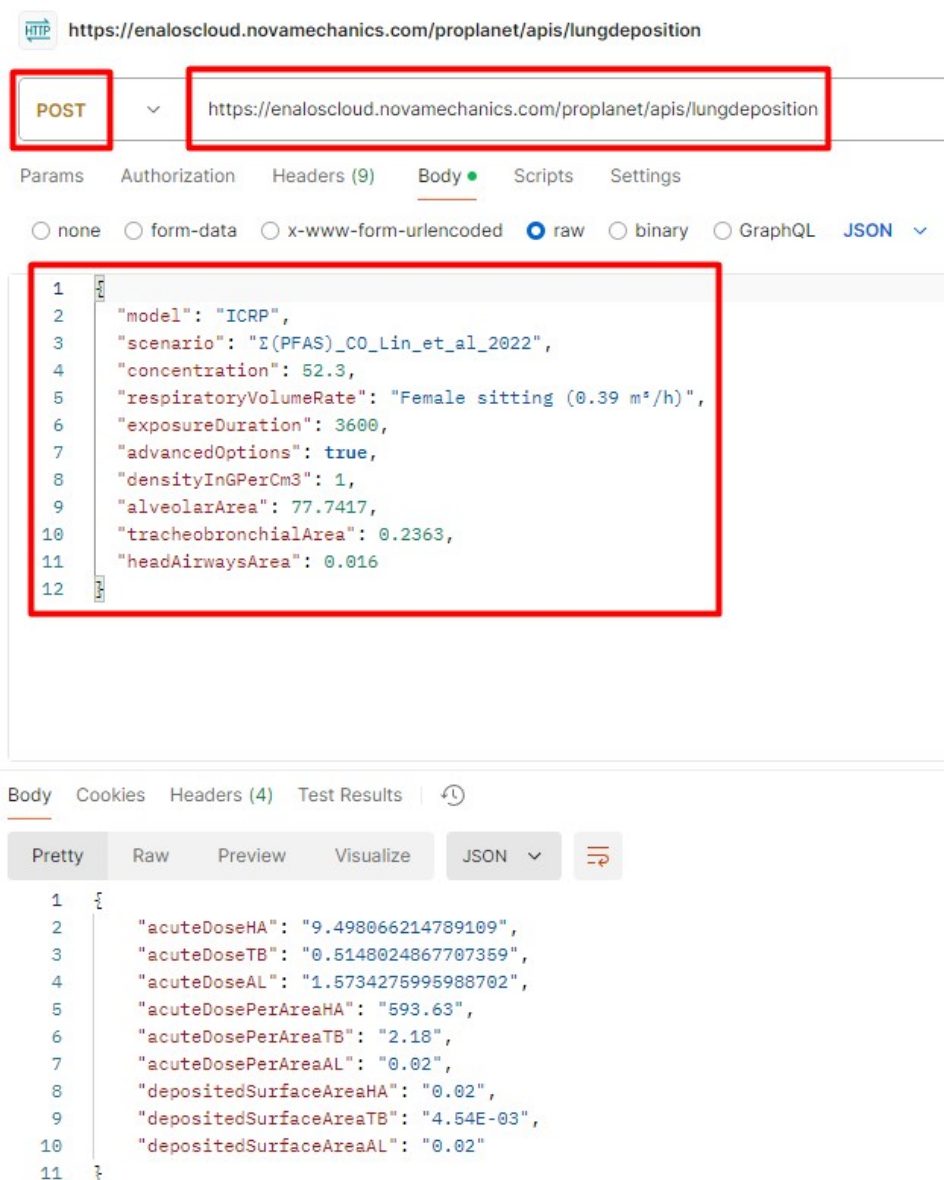 HTTP https://enaloscloud.novamechanics.com/proplanet/apis/lungdeposition
POST https://enaloscloud.novamechanics.com/proplanet/apis/lungdeposition
Params Authorization Headers (9) Body Scripts Settings
none form-data x-www-form-urlencoded raw binary GraphQL JSON
1 {
2 "model": "ICRP",
3 "scenario": "Σ(PFAS)_CO_Lin_et_al_2022",
4 "concentration": 52.3,
5 "respiratoryVolumeRate": "Female sitting (0.39 m³/h)",
6 "exposureDuration": 3600,
7 "advancedOptions": true,
8 "densityInGPerCm3": 1,
9 "alveolarArea": 77.7417,
10 "tracheobronchialArea": 0.2363,
11 "headAirwaysArea": 0.016
12 }
Body Cookies Headers (4) Test Results
Pretty Raw Preview Visualize JSON
1 {
2 "acuteDoseHA": "9.498066214789109",
3 "acuteDoseTB": "0.5148024867707359",
4 "acuteDoseAL": "1.5734275995988702",
5 "acuteDosePerAreaHA": "593.63",
6 "acuteDosePerAreaTB": "2.18",
7 "acuteDosePerAreaAL": "0.02",
8 "depositedSurfaceAreaHA": "0.02",
9 "depositedSurfaceAreaTB": "4.54E-03",
10 "depositedSurfaceAreaAL": "0.02"
11 }